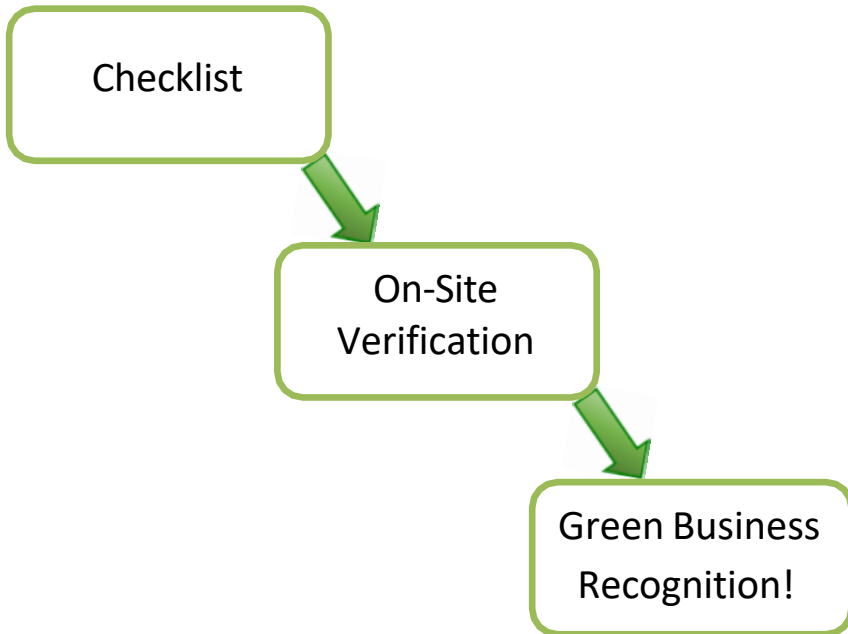 Checklist
On-Site
Verification
Green Business
Recognition!